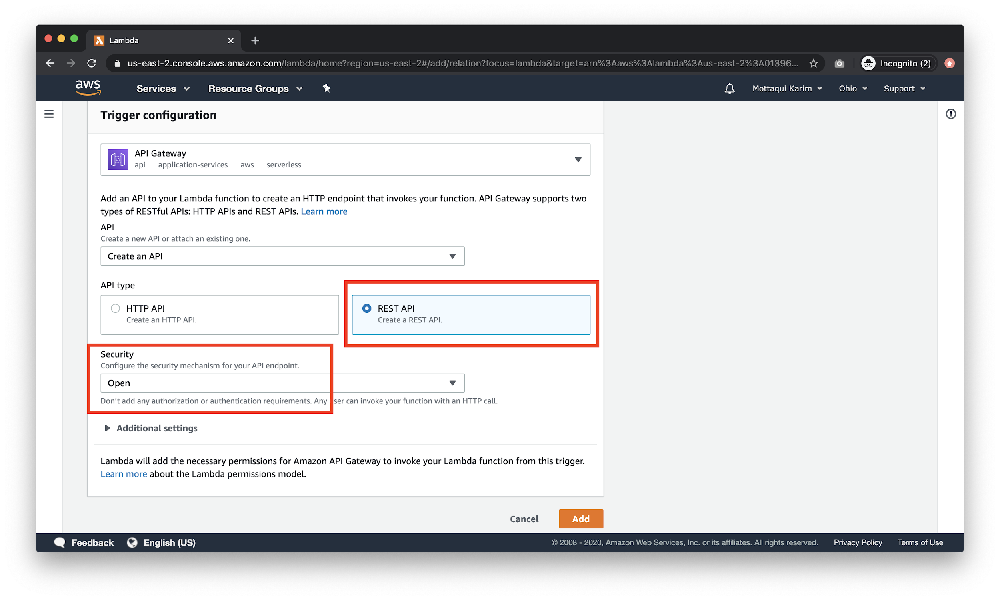 Lambda
us-east-2.console.aws.amazon.com/lambda/home?region=us-east-2#/add/relation?focus=lambda&target=arn%3Aaws%3Alambda%3Aus-east-2%3A01396...
Incognito (2)
aws
Services
Resource Groups
Mottaqui Karim
Ohio
Support
Trigger configuration
API Gateway
api application-services aws serverless
Add an API to your Lambda function to create an HTTP endpoint that invokes your function. API Gateway supports two
types of RESTful APIs: HTTP APIs and REST APIs. Learn more
API
Create a new API or attach an existing one.
Create an API
API type
HTTP API
Create an HTTP API.
REST API
Create a REST API.
Security
Configure the security mechanism for your API endpoint.
Open
Don't add any authorization or authentication requirements. Any user can invoke your function with an HTTP call.
Additional settings
Lambda will add the necessary permissions for Amazon API Gateway to invoke your Lambda function from this trigger.
Learn more about the Lambda permissions model.
Cancel
Add
Feedback
English (US)
© 2008 - 2020, Amazon Web Services, Inc. or its affiliates. All rights reserved.
Privacy Policy
Terms of Use